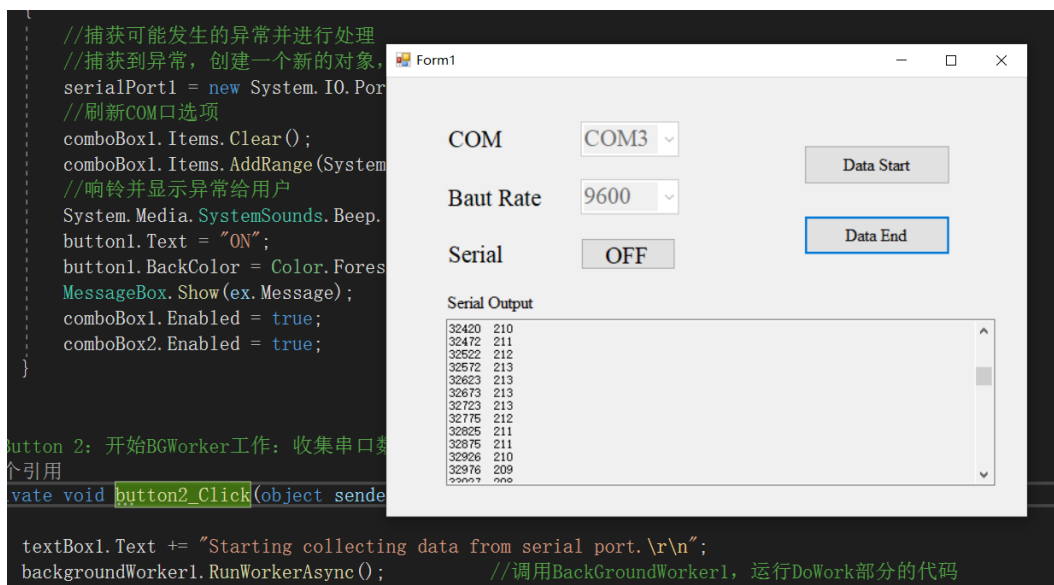 {
//捕获可能发生的异常并进行处理
//捕获到异常，创建一个新的对象，
serialPort1 = new System.IO.Por
//刷新COM口选项
comboBox1.Items.Clear();
comboBox1.Items.AddRange(System
//响铃并显示异常给用户
System.Media.SystemSounds.Beep.
button1.Text = "ON";
button1.BackColor = Color.Fores
MessageBox.Show(ex.Message);
comboBox1.Enabled = true;
comboBox2.Enabled = true;
}
Button 2: 开始BGWorker工作: 收集串口数
个引用
vate void button2_Click(object sende
textBox1.Text += "Starting collecting data from serial port.\r\n";
backgroundWorker1.RunWorkerAsync(); //调用BackGroundWorker1，运行DoWork部分的代码
Form1
COM
COM3
Data Start
Baut Rate
9600
Data End
Serial
OFF
Serial Output
32420 210
32472 211
32522 212
32572 213
32623 213
32673 213
32723 213
32775 212
32825 211
32875 211
32926 210
32976 209
33027 208